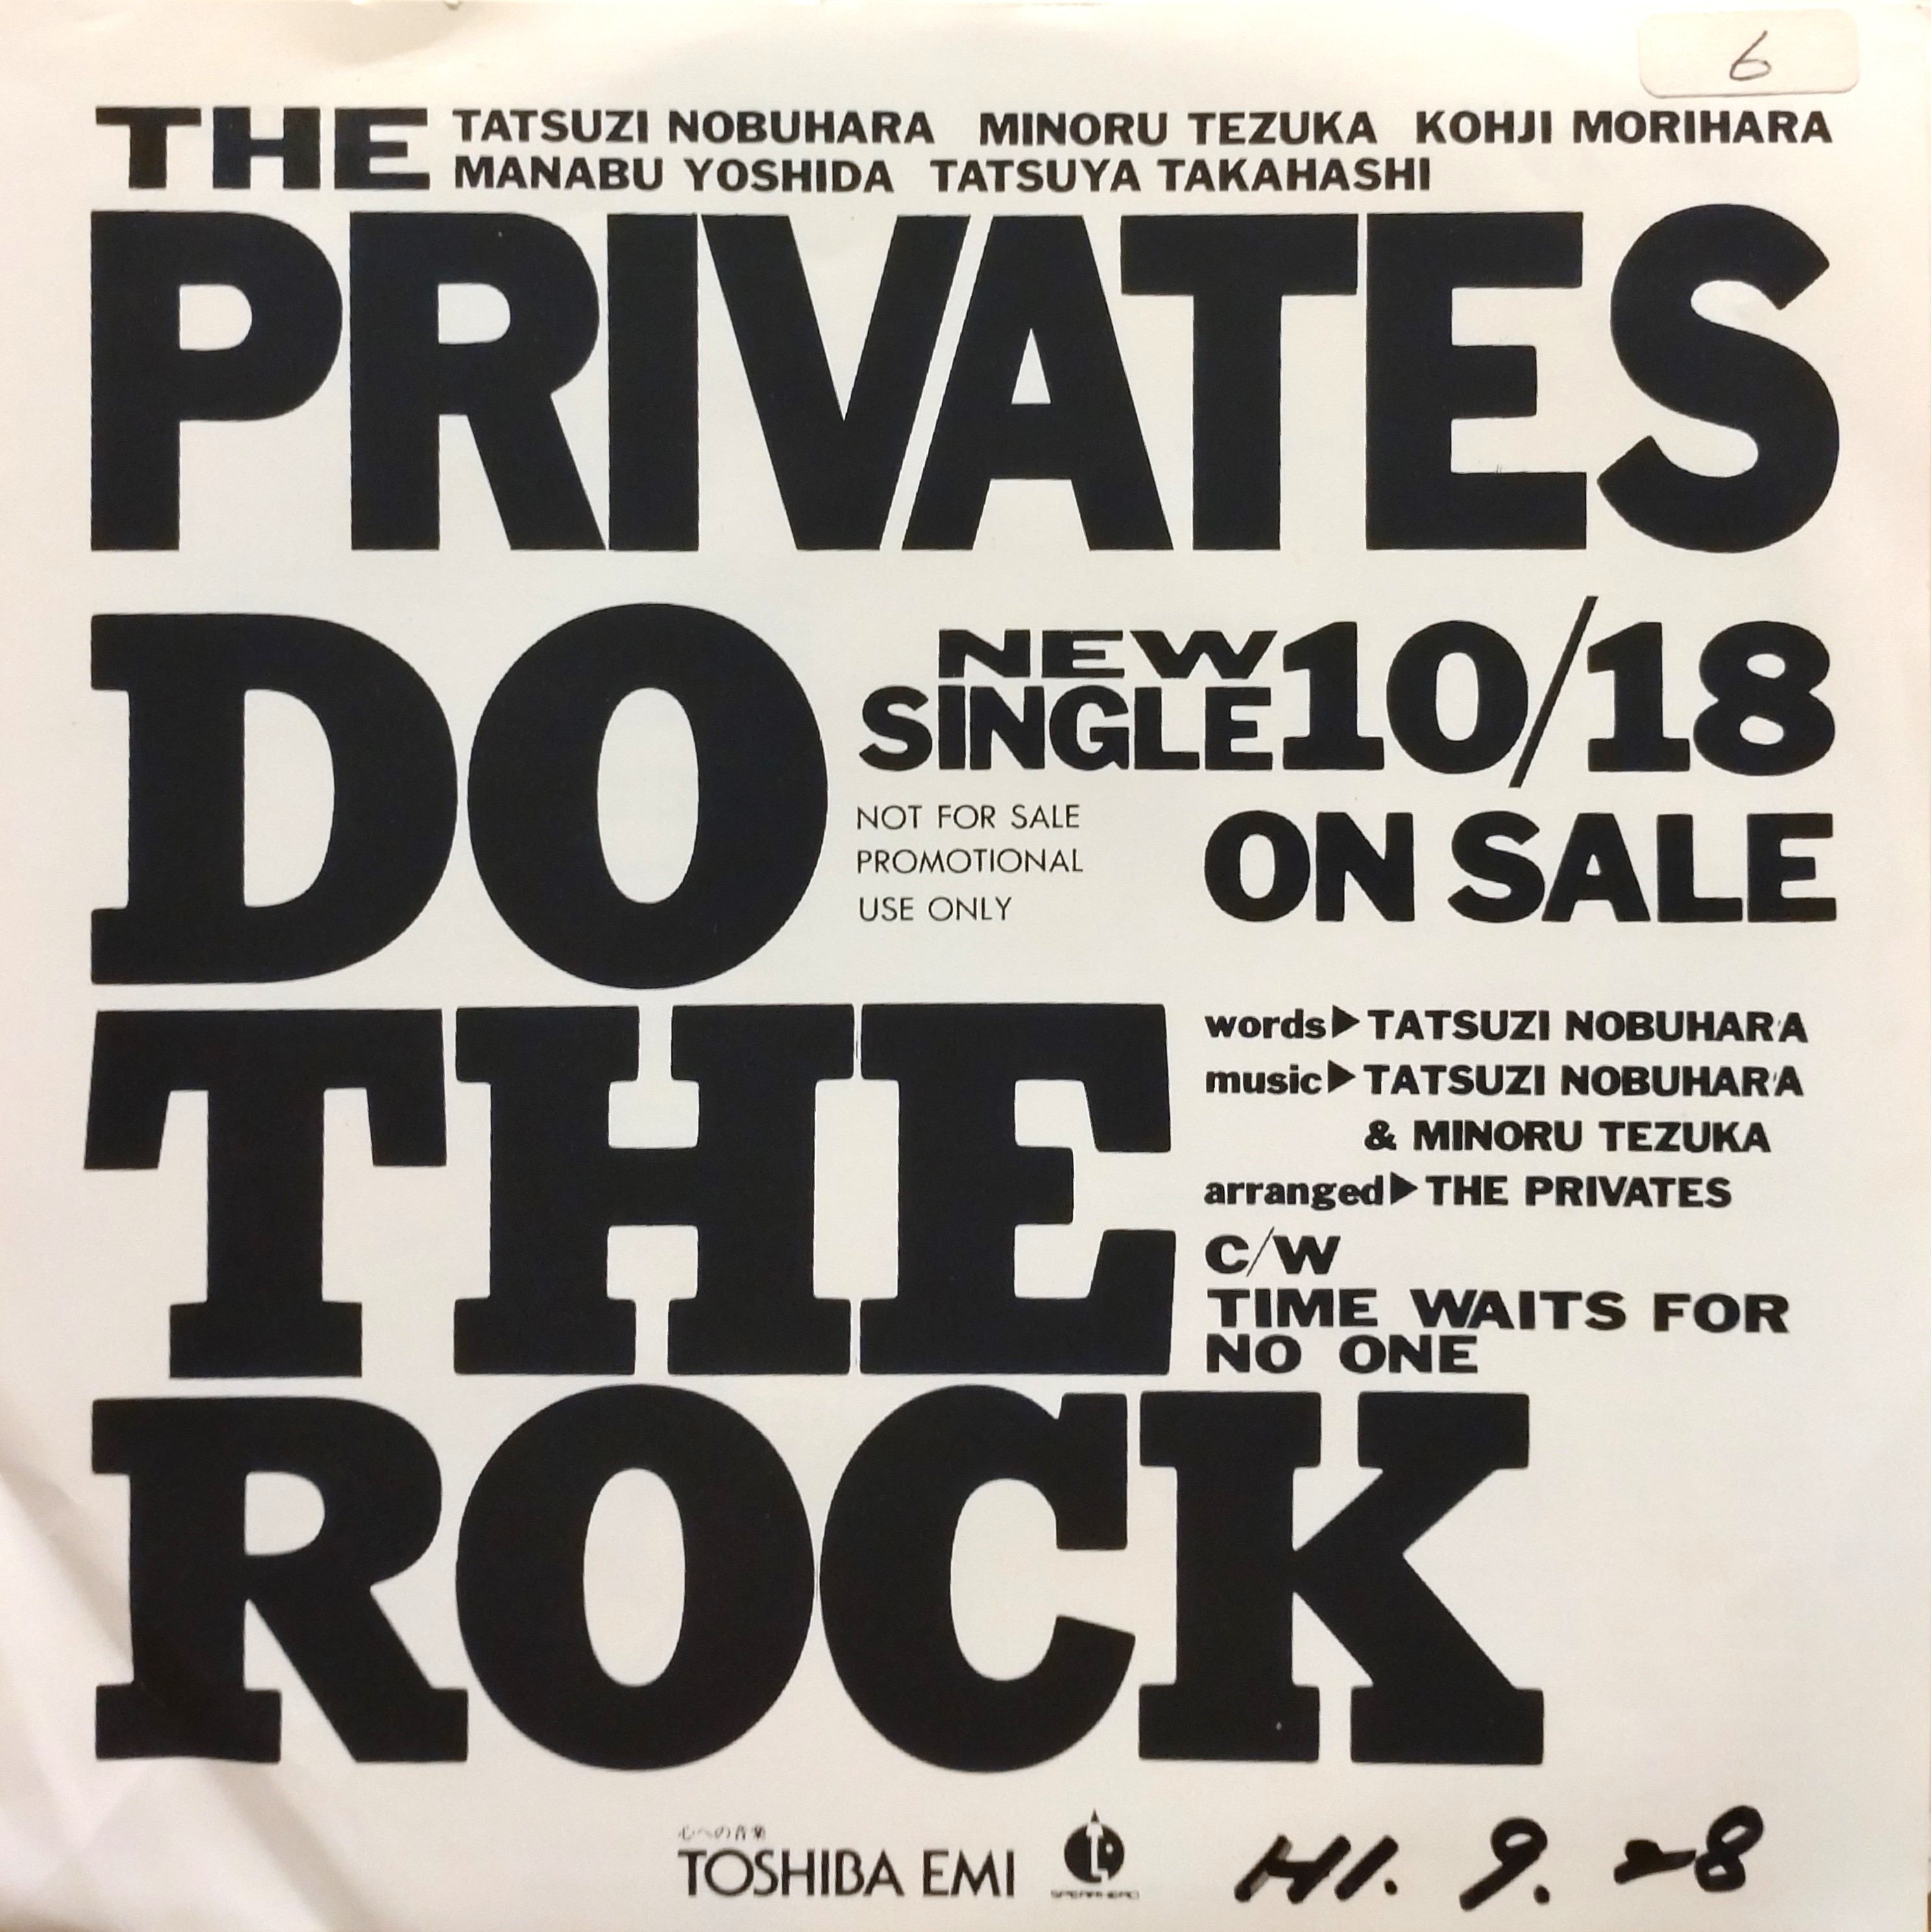 6
THE TATSUZI NOBUHARA MINORU TEZUKA KOHJI MORIHARA
MANABU YOSHIDA TATSUYA TAKAHASHI
PRIVATES
DO
NEW
SINGLE 10/18
NOT FOR SALE
PROMOTIONAL
USE ONLY
ON SALE
THE
words▶TATSUZI NOBUHARA
music▶TATSUZI NOBUHARA
& MINORU TEZUKA
arranged▶THE PRIVATES
C/W
TIME WAITS FOR
NO ONE
ROCK
心への音楽
TOSHIBA EMI
SPEARHEAD
H1. 9. 28